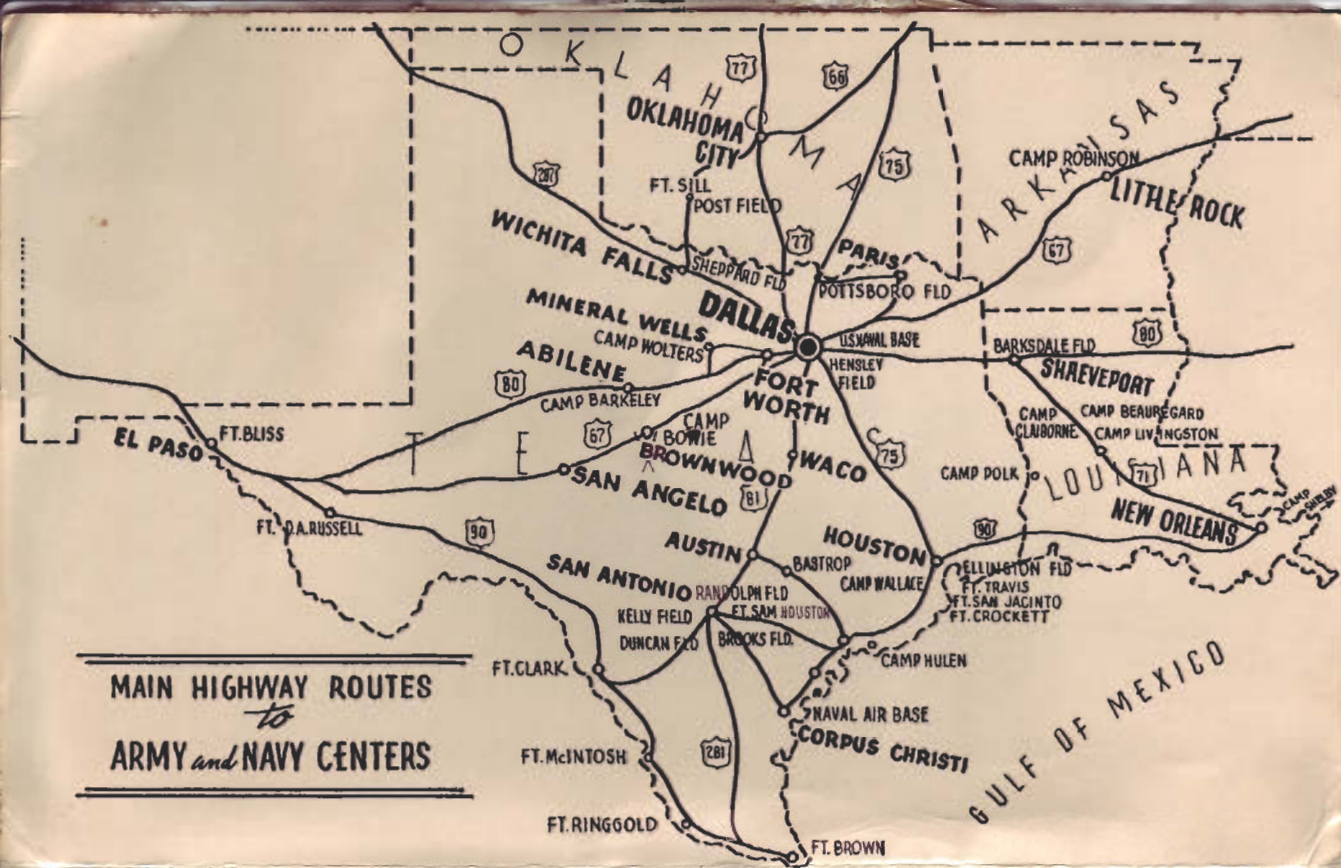 OKLAHOMA
77
66
OKLAHOMA
CITY
75
ARKANSAS
CAMP ROBINSON
LITTLE ROCK
287
FT. SILL
POST FIELD
WICHITA FALLS
SHEPPARD FLD
77
PARIS
POTTSBORO FLD
67
MINERAL WELLS
CAMP WOLTERS
DALLAS
U.S. NAVAL BASE
HENSLEY
FIELD
BARKSDALE FLD
80
SHREVEPORT
ABILENE
80
CAMP BARKELEY
FORT
WORTH
CAMP
CLAIBORNE
CAMP BEAUREGARD
CAMP LIVINGSTON
EL PASO
FT. BLISS
T E A
67
CAMP
BOWIE
BROWNWOOD
SAN ANGELO
81
WACO
75
CAMP POLK
LOUISIANA
71
NEW ORLEANS
CAMP
SHELBY
FT. D.A. RUSSELL
90
AUSTIN
BASTROP
HOUSTON
90
CAMP WALLACE
ELLINGTON FLD
FT. TRAVIS
FT. SAN JACINTO
FT. CROCKETT
SAN ANTONIO
RANDOLPH FLD
KELLY FIELD
FT. SAM HOUSTON
DUNCAN FLD
BROOKS FLD.
FT. CLARK
CAMP HULEN
NAVAL AIR BASE
CORPUS CHRISTI
GULF OF MEXICO
FT. McINTOSH
281
FT. RINGGOLD
FT. BROWN
MAIN HIGHWAY ROUTES
to
ARMY and NAVY CENTERS